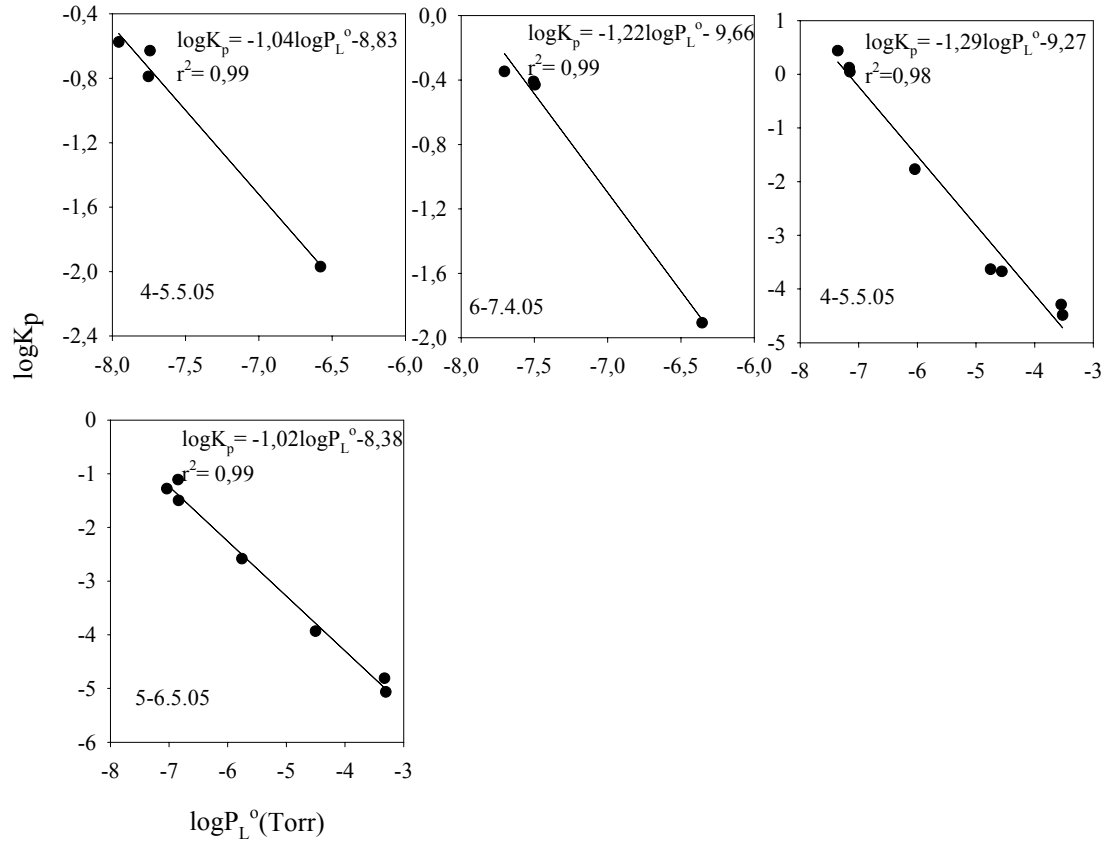 logKp= -1,04logPL°-8,83
r²= 0,99
-0,4
-0,8
-1,2
-1,6
-2,0
-2,4
4-5.5.05
-8,0 -7,5 -7,0 -6,5 -6,0
logKp= -1,22logPL°- 9,66
r²= 0,99
0,0
-0,4
-0,8
-1,2
-1,6
-2,0
6-7.4.05
-8,0 -7,5 -7,0 -6,5 -6,0
logKp= -1,29logPL°-9,27
r²= 0,98
1
0
-1
-2
-3
-4
-5
4-5.5.05
-8 -7 -6 -5 -4 -3
logKp
logKp= -1,02logPL°-8,38
r²= 0,99
0
-1
-2
-3
-4
-5
-6
5-6.5.05
-8 -7 -6 -5 -4 -3
logPL°(Torr)